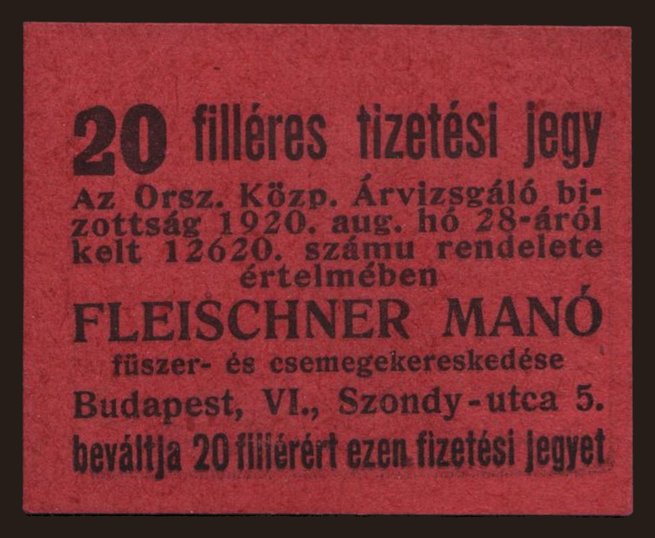 20 filléres tizetési jegy
Az Orsz. Közp. Árvizsgáló bi-
zottság 1920. aug. hó 28-áról
kelt 12620. számu rendelete
értelmében
FLEISCHNER MANÓ
füszer- és csemegekereskedése
Budapest, VI., Szondy-utca 5.
beváltja 20 fillérért ezen fizetési jegyet